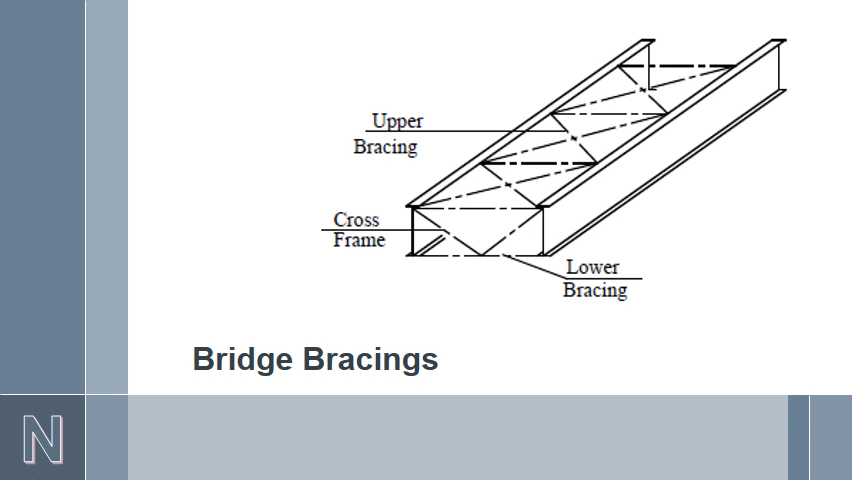 Upper
Bracing
Cross
Frame
Lower
Bracing
Bridge Bracings
N